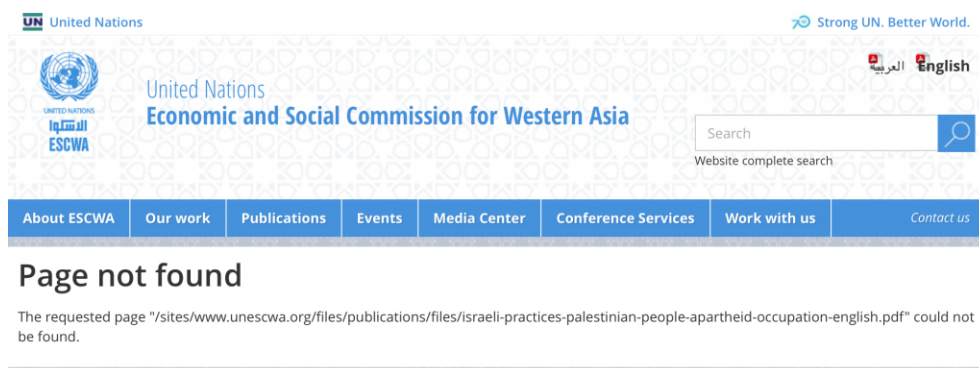 UN United Nations
70 Strong UN. Better World.
العربية English
UNITED NATIONS
الاسكوا
ESCWA
United Nations
Economic and Social Commission for Western Asia
Search
Website complete search
About ESCWA Our work Publications Events Media Center Conference Services Work with us Contact us
Page not found
The requested page "/sites/www.unescwa.org/files/publications/files/israeli-practices-palestinian-people-apartheid-occupation-english.pdf" could not
be found.